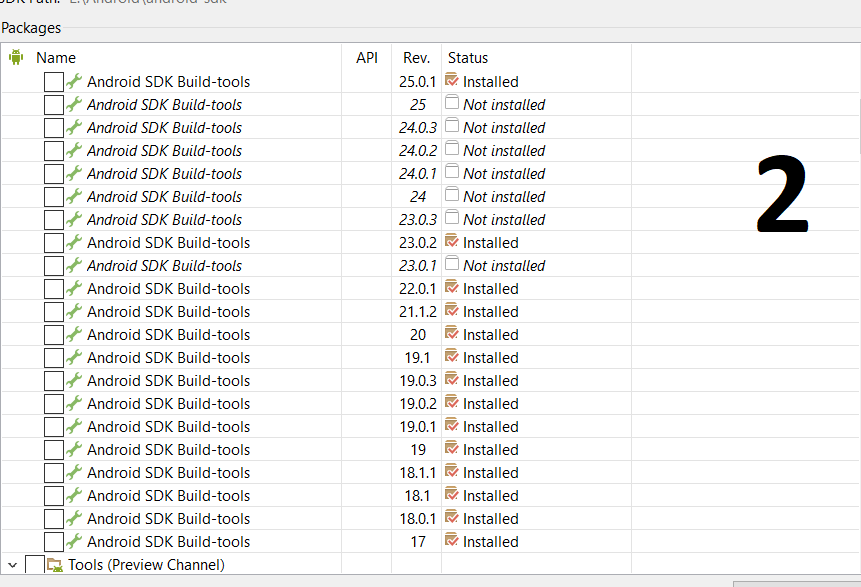 SDK Path: E:\Android\android-sdk
Packages
Name API Rev. Status
Android SDK Build-tools 25.0.1 Installed
Android SDK Build-tools 25 Not installed
Android SDK Build-tools 24.0.3 Not installed
Android SDK Build-tools 24.0.2 Not installed
Android SDK Build-tools 24.0.1 Not installed
Android SDK Build-tools 24 Not installed
Android SDK Build-tools 23.0.3 Not installed
Android SDK Build-tools 23.0.2 Installed
Android SDK Build-tools 23.0.1 Not installed
Android SDK Build-tools 22.0.1 Installed
Android SDK Build-tools 21.1.2 Installed
Android SDK Build-tools 20 Installed
Android SDK Build-tools 19.1 Installed
Android SDK Build-tools 19.0.3 Installed
Android SDK Build-tools 19.0.2 Installed
Android SDK Build-tools 19.0.1 Installed
Android SDK Build-tools 19 Installed
Android SDK Build-tools 18.1.1 Installed
Android SDK Build-tools 18.1 Installed
Android SDK Build-tools 18.0.1 Installed
Android SDK Build-tools 17 Installed
Tools (Preview Channel)
2